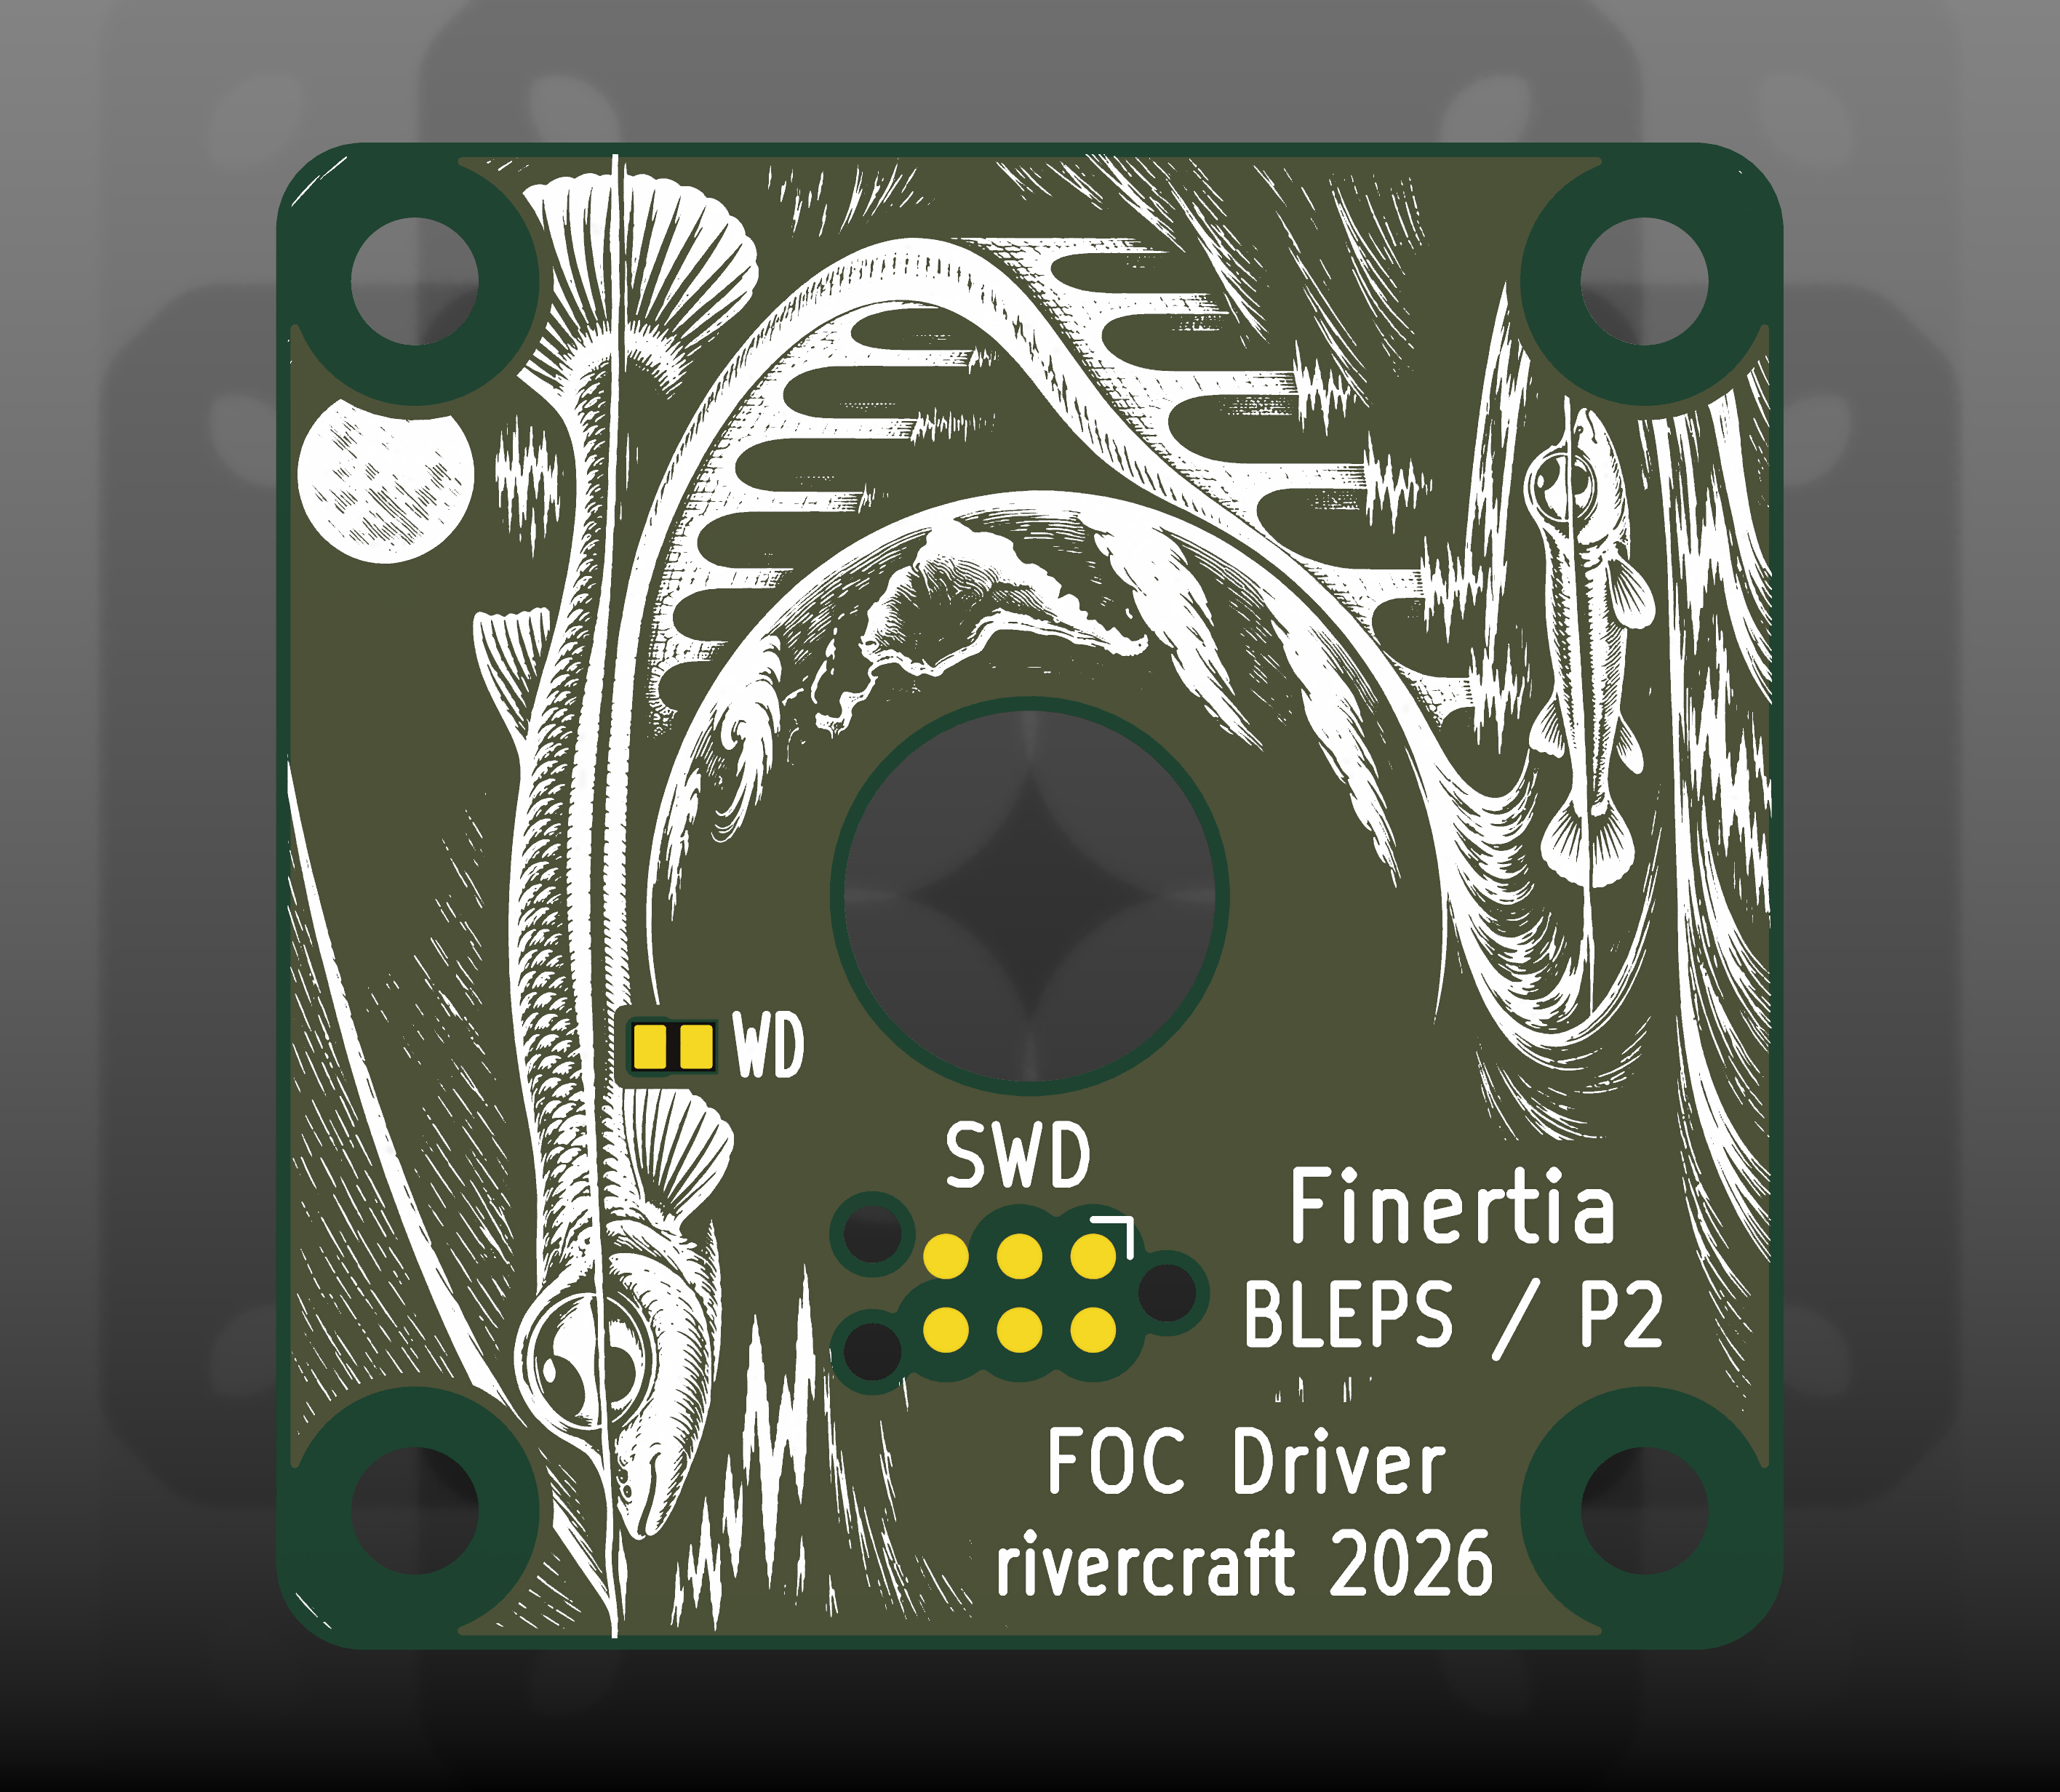 WD
SWD
Finertia
BLEPS / P2
FOC Driver
rivercraft 2026